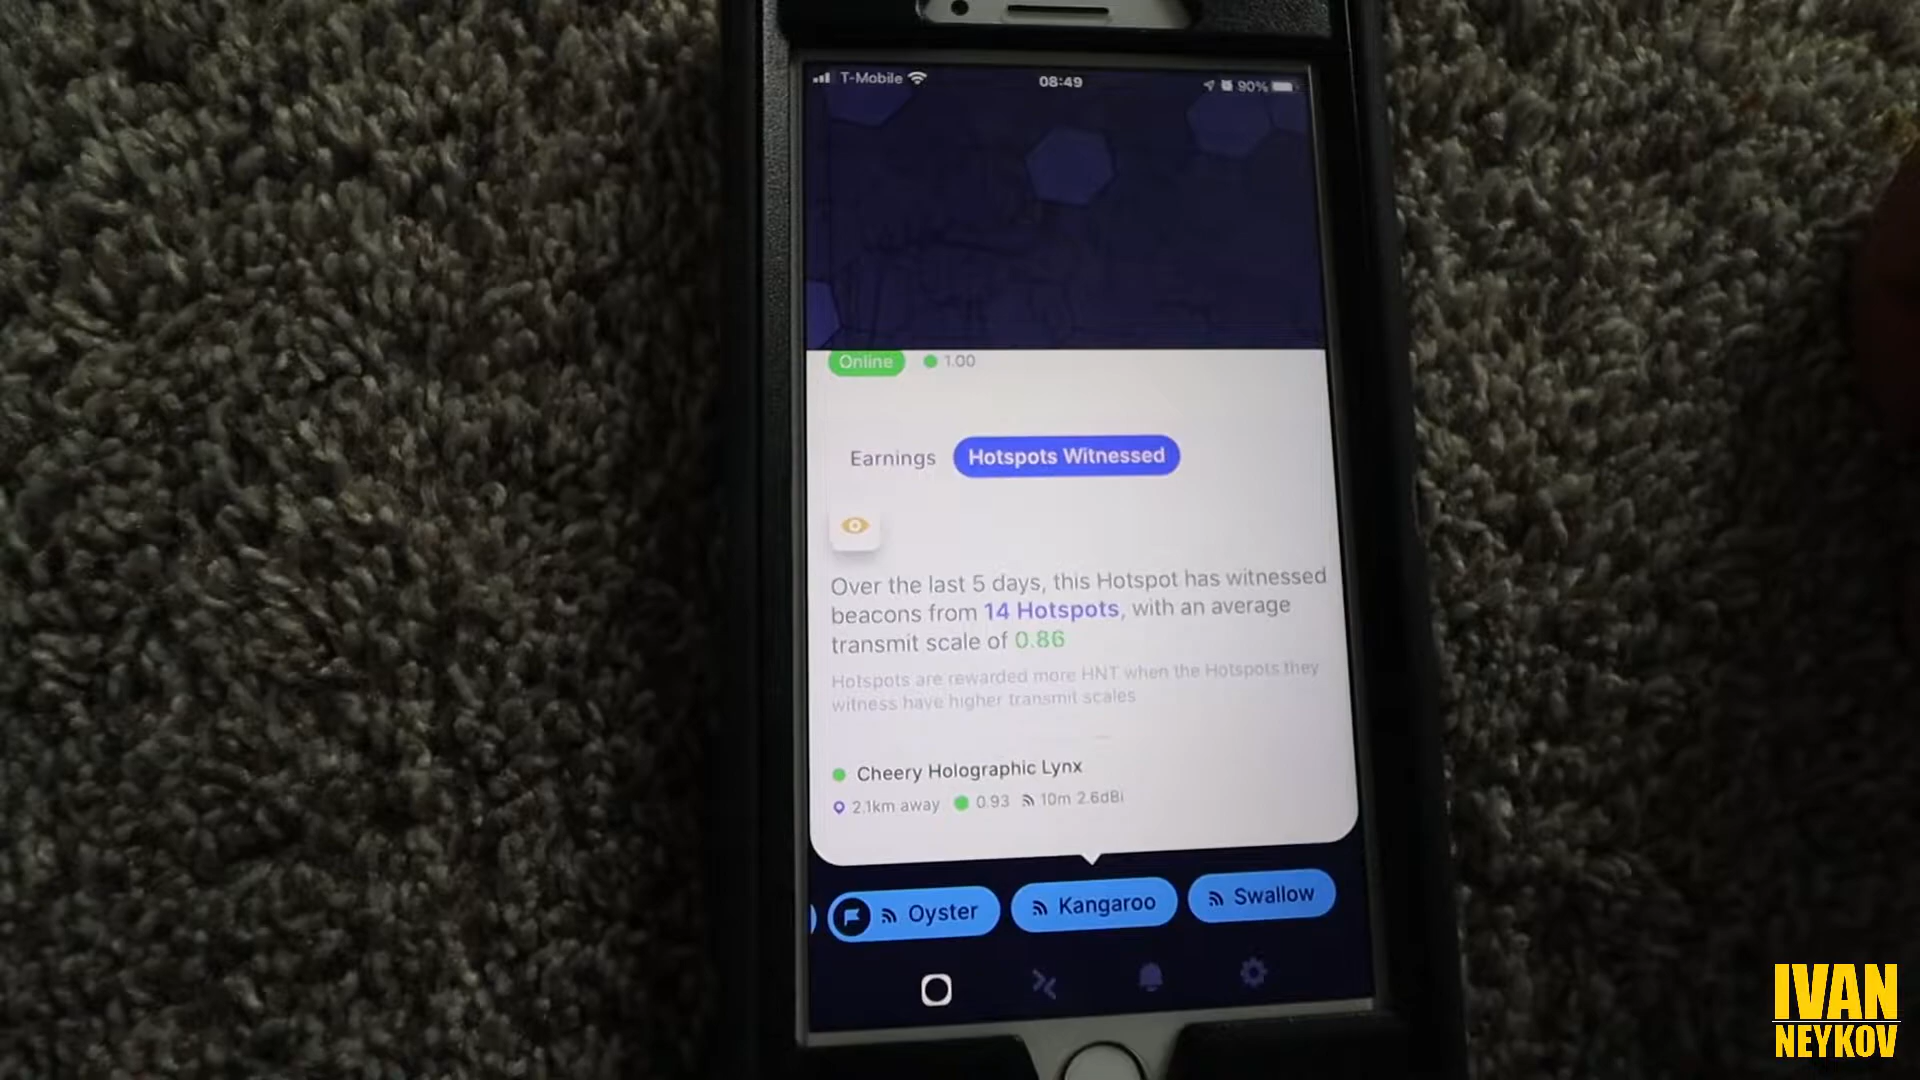 T-Mobile 08:49 90%
Online 1.00
Earnings Hotspots Witnessed
Over the last 5 days, this Hotspot has witnessed
beacons from 14 Hotspots, with an average
transmit scale of 0.86
Hotspots are rewarded more HNT when the Hotspots they
witness have higher transmit scales
Cheery Holographic Lynx
2.1km away 0.93 10m 2.6dBi
Oyster Kangaroo Swallow
IVAN
NEYKOV